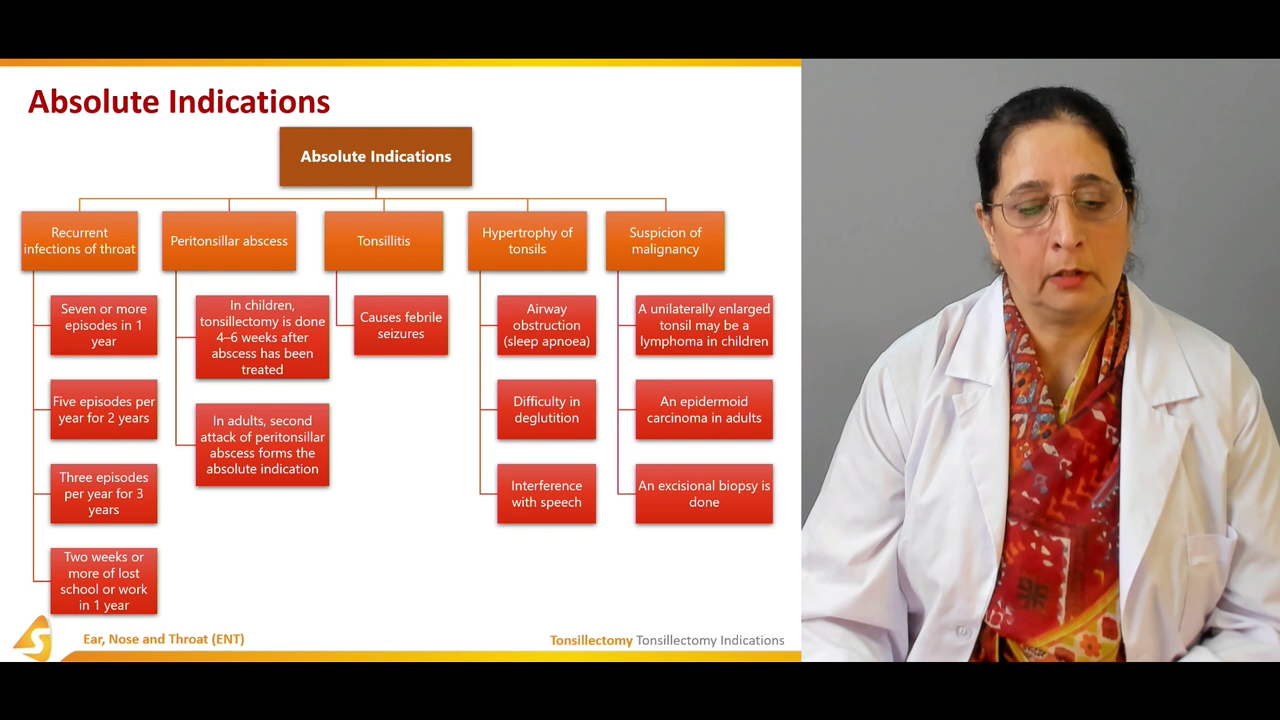 Absolute Indications
Absolute Indications
Recurrent
infections of throat
Seven or more
episodes in 1
year
Five episodes per
year for 2 years
Three episodes
per year for 3
years
Two weeks or
more of lost
school or work
in 1 year
Peritonsillar abscess
In children,
tonsillectomy is done
4–6 weeks after
abscess has been
treated
In adults, second
attack of peritonsillar
abscess forms the
absolute indication
Tonsillitis
Causes febrile
seizures
Hypertrophy of
tonsils
Airway
obstruction
(sleep apnoea)
Difficulty in
deglutition
Interference
with speech
Suspicion of
malignancy
A unilaterally enlarged
tonsil may be a
lymphoma in children
An epidermoid
carcinoma in adults
An excisional biopsy is
done
S
Ear, Nose and Throat (ENT)
Tonsillectomy Tonsillectomy Indications